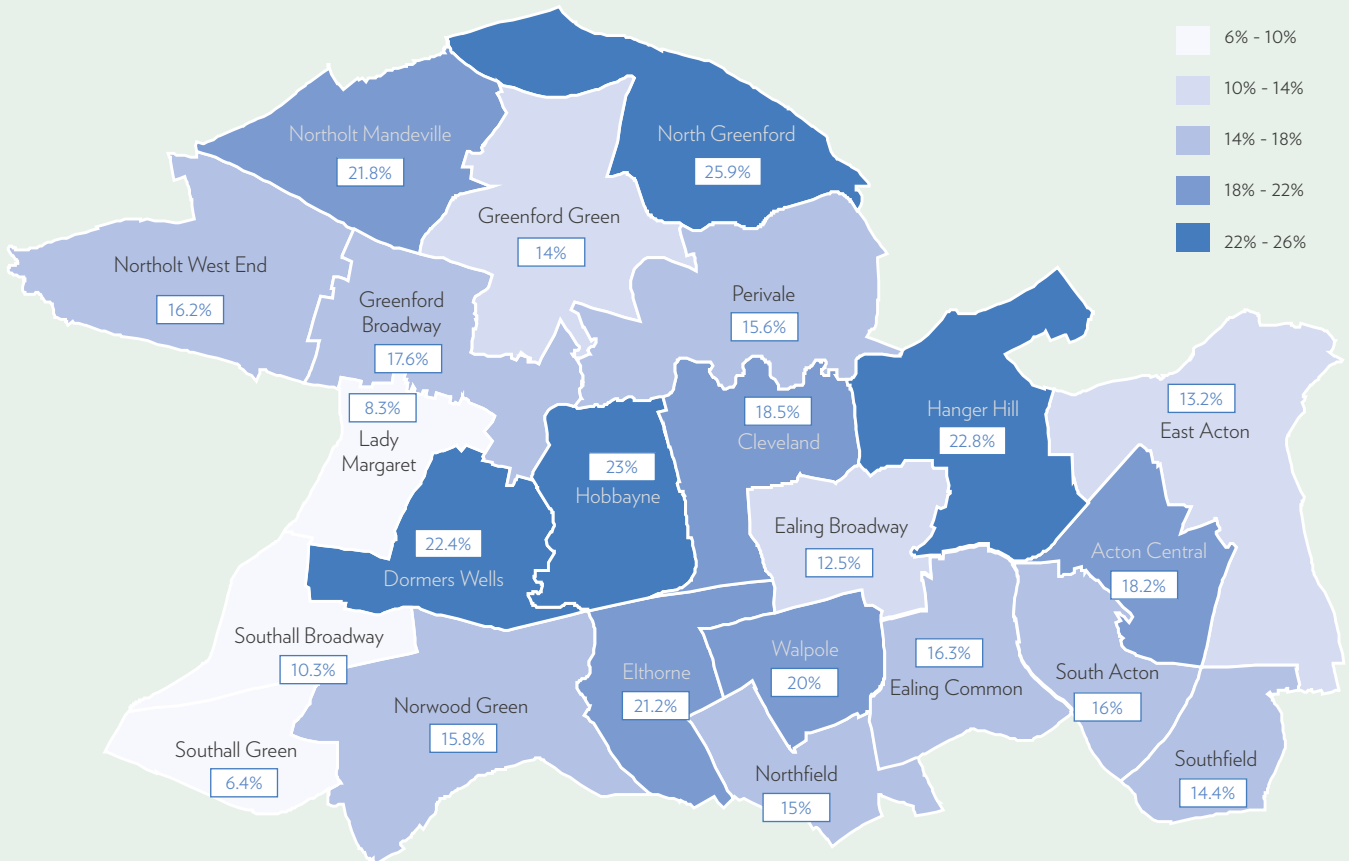 6% - 10%
10% - 14%
14% - 18%
18% - 22%
22% - 26%
Northolt Mandeville
21.8%
North Greenford
25.9%
Greenford Green
14%
Northolt West End
16.2%
Greenford
Broadway
17.6%
Perivale
15.6%
8.3%
Lady
Margaret
18.5%
Cleveland
Hanger Hill
22.8%
13.2%
East Acton
23%
Hobbayne
22.4%
Dormers Wells
Ealing Broadway
12.5%
Acton Central
18.2%
Southall Broadway
10.3%
Elthorne
21.2%
Walpole
20%
16.3%
Ealing Common
South Acton
16%
Norwood Green
15.8%
Southall Green
6.4%
Northfield
15%
Southfield
14.4%